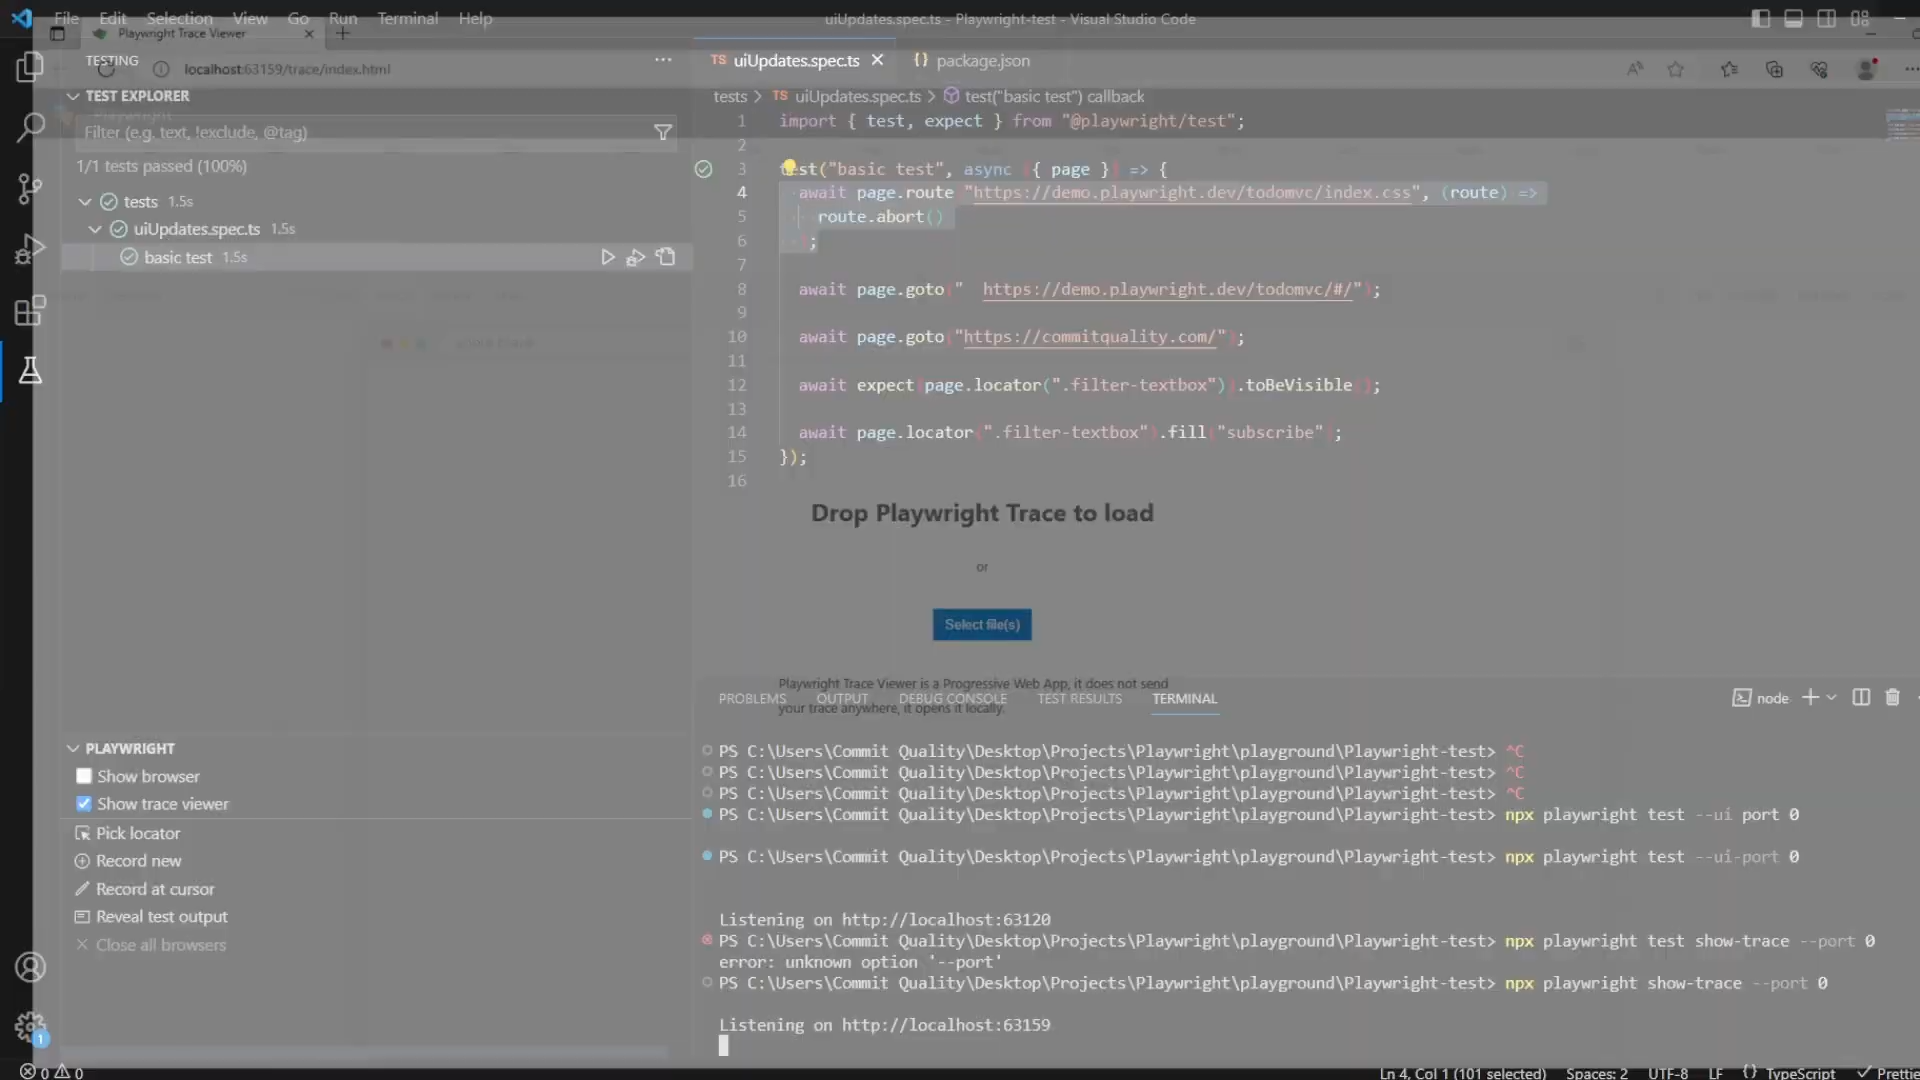 File Edit Selection View Go Run Terminal Help
uiUpdates.spec.ts - Playwright-test - Visual Studio Code
Playwright Trace Viewer
TESTING
localhost:63159/trace/index.html
TS uiUpdates.spec.ts
{} package.json
TEST EXPLORER
tests > TS uiUpdates.spec.ts > test("basic test") callback
Playwright
Filter (e.g. text, !exclude, @tag)
1/1 tests passed (100%)
tests 1.5s
uiUpdates.spec.ts 1.5s
basic test 1.5s
1 import { test, expect } from "@playwright/test";
2
3 test("basic test", async ({ page }) => {
4 await page.route("https://demo.playwright.dev/todomvc/index.css", (route) =>
5 route.abort()
6 );
7
8 await page.goto("  https://demo.playwright.dev/todomvc/#/");
9
10 await page.goto("https://commitquality.com/");
11
12 await expect(page.locator(".filter-textbox")).toBeVisible();
13
14 await page.locator(".filter-textbox").fill("subscribe");
15 });
16
Drop Playwright Trace to load
or
Select file(s)
Playwright Trace Viewer is a Progressive Web App, it does not send
your trace anywhere, it opens it locally.
PROBLEMS OUTPUT DEBUG CONSOLE TEST RESULTS TERMINAL
node
PLAYWRIGHT
Show browser
Show trace viewer
Pick locator
Record new
Record at cursor
Reveal test output
Close all browsers
PS C:\Users\Commit Quality\Desktop\Projects\Playwright\playground\Playwright-test> ^C
PS C:\Users\Commit Quality\Desktop\Projects\Playwright\playground\Playwright-test> ^C
PS C:\Users\Commit Quality\Desktop\Projects\Playwright\playground\Playwright-test> ^C
PS C:\Users\Commit Quality\Desktop\Projects\Playwright\playground\Playwright-test> npx playwright test --ui port 0
PS C:\Users\Commit Quality\Desktop\Projects\Playwright\playground\Playwright-test> npx playwright test --ui-port 0
Listening on http://localhost:63120
PS C:\Users\Commit Quality\Desktop\Projects\Playwright\playground\Playwright-test> npx playwright test show-trace --port 0
error: unknown option '--port'
PS C:\Users\Commit Quality\Desktop\Projects\Playwright\playground\Playwright-test> npx playwright show-trace --port 0
Listening on http://localhost:63159
1
0 0
Ln 4, Col 1 (101 selected) Spaces: 2 UTF-8 LF {} TypeScript Prettie